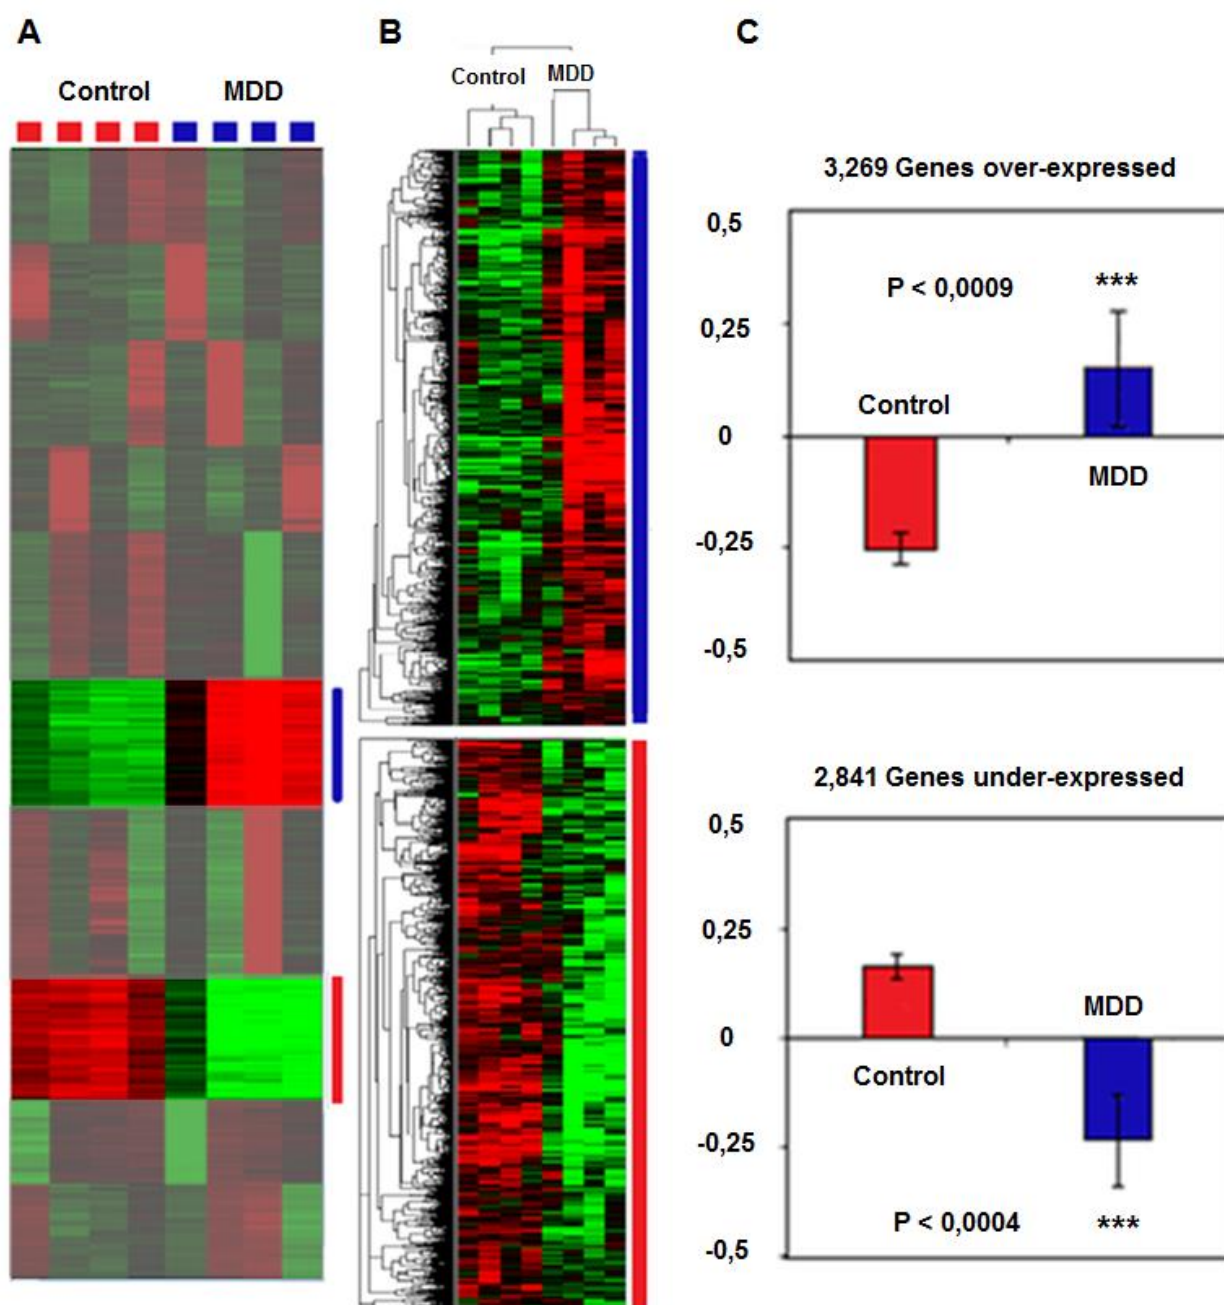 A
B
C
Control
MDD
Control
MDD
3,269 Genes over-expressed
0,5
P < 0,0009
***
0,25
Control
0
MDD
-0,25
-0,5
2,841 Genes under-expressed
0,5
0,25
MDD
0
Control
-0,25
P < 0,0004
***
-0,5